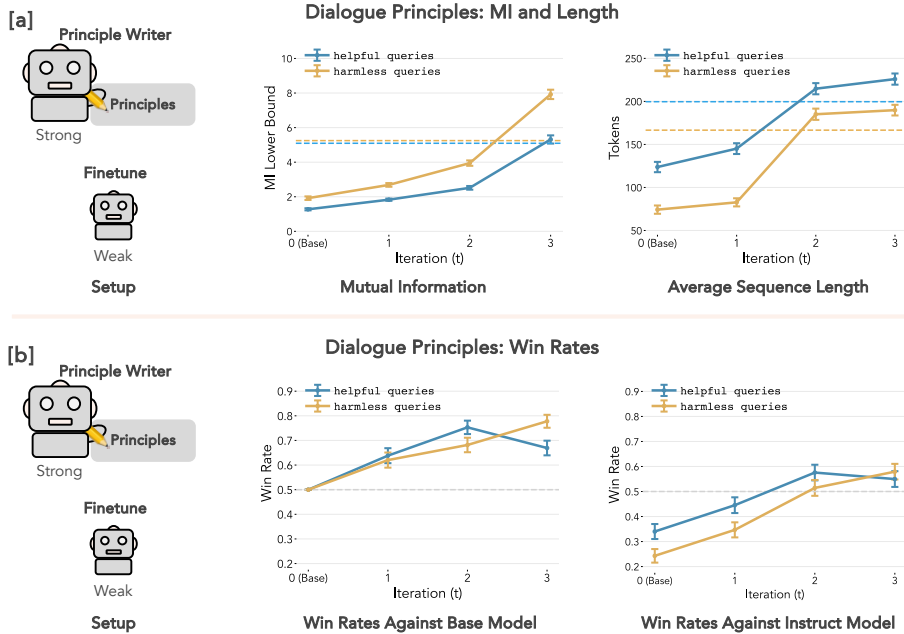 [a]
Dialogue Principles: MI and Length
Principle Writer
Principles
Strong
Finetune
Weak
Setup
helpful queries
harmless queries
MI Lower Bound
10
8
6
4
2
0
0 (Base)
1
2
3
Iteration (t)
Mutual Information
helpful queries
harmless queries
Tokens
250
200
150
100
50
0 (Base)
1
2
3
Iteration (t)
Average Sequence Length
[b]
Dialogue Principles: Win Rates
Principle Writer
Principles
Strong
Finetune
Weak
Setup
helpful queries
harmless queries
Win Rate
0.9
0.8
0.7
0.6
0.5
0.4
0.3
0.2
0 (Base)
1
2
3
Iteration (t)
Win Rates Against Base Model
helpful queries
harmless queries
Win Rate
0.9
0.8
0.7
0.6
0.5
0.4
0.3
0.2
0 (Base)
1
2
3
Iteration (t)
Win Rates Against Instruct Model